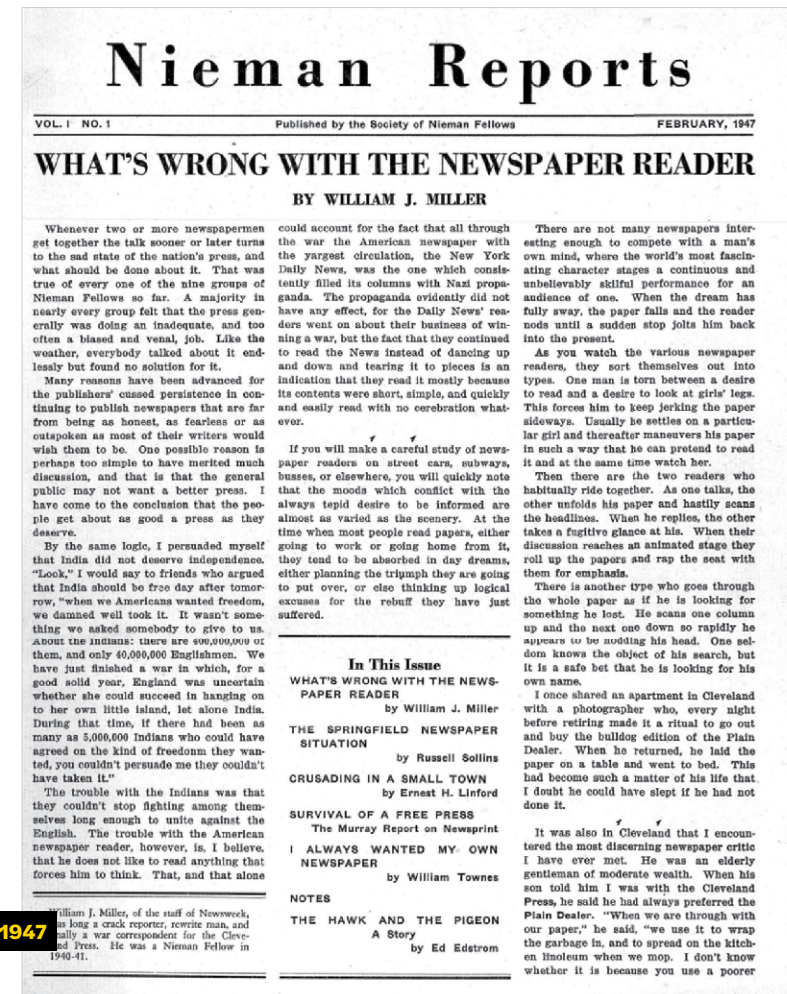 Nieman Reports
VOL. I NO. 1
Published by the Society of Nieman Fellows
FEBRUARY, 1947
WHAT'S WRONG WITH THE NEWSPAPER READER
BY WILLIAM J. MILLER
Whenever two or more newspapermen
get together the talk sooner or later turns
to the sad state of the nation's press, and
what should be done about it. That was
true of every one of the nine groups of
Nieman Fellows so far. A majority in
nearly every group felt that the press gen-
erally was doing an inadequate, and too
often a biased and venal, job. Like the
weather, everybody talked about it end-
lessly but found no solution for it.
Many reasons have been advanced for
the publishers' cussed persistence in con-
tinuing to publish newspapers that are far
from being as honest, as fearless or as
outspoken as most of their writers would
wish them to be. One possible reason is
perhaps too simple to have merited much
discussion, and that is that the general
public may not want a better press. I
have come to the conclusion that the peo-
ple get about as good a press as they
deserve.
By the same logic, I persuaded myself
that India did not deserve independence.
"Look," I would say to friends who argued
that India should be free day after tomor-
row, "when we Americans wanted freedom,
we damned well took it. It wasn't some-
thing we asked somebody to give to us.
About the Indians: there are 400,000,000 of
them, and only 40,000,000 Englishmen. We
have just finished a war in which, for a
good solid year, England was uncertain
whether she could succeed in hanging on
to her own little island, let alone India.
During that time, if there had been as
many as 5,000,000 Indians who could have
agreed on the kind of freedonm they wan-
ted, you couldn't persuade me they couldn't
have taken it."
The trouble with the Indians was that
they couldn't stop fighting among them-
selves long enough to unite against the
English. The trouble with the American
newspaper reader, however, is, I believe,
that he does not like to read anything that
forces him to think. That, and that alone
William J. Miller, of the staff of Newsweek,
was long a crack reporter, rewrite man, and
finally a war correspondent for the Cleve-
land Press. He was a Nieman Fellow in
1940-41.
1947
could account for the fact that all through
the war the American newspaper with
the yargest circulation, the New York
Daily News, was the one which consis-
tently filled its columns with Nazi propa-
ganda. The propaganda evidently did not
have any effect, for the Daily News' rea-
ders went on about their business of win-
ning a war, but the fact that they continued
to read the News instead of dancing up
and down and tearing it to pieces is an
indication that they read it mostly because
its contents were short, simple, and quickly
and easily read with no cerebration what-
ever.
If you will make a careful study of news-
paper readers on street cars, subways,
busses, or elsewhere, you will quickly note
that the moods which conflict with the
always tepid desire to be informed are
almost as varied as the scenery. At the
time when most people read papers, either
going to work or going home from it,
they tend to be absorbed in day dreams,
either planning the triumph they are going
to put over, or else thinking up logical
excuses for the rebuff they have just
suffered.
In This Issue
WHAT'S WRONG WITH THE NEWS-
PAPER READER
by William J. Miller
THE SPRINGFIELD NEWSPAPER
SITUATION
by Russell Sollins
CRUSADING IN A SMALL TOWN
by Ernest H. Linford
SURVIVAL OF A FREE PRESS
The Murray Report on Newsprint
I ALWAYS WANTED MY OWN
NEWSPAPER
by William Townes
NOTES
THE HAWK AND THE PIGEON
A Story
by Ed Edstrom
There are not many newspapers inter-
esting enough to compete with a man's
own mind, where the world's most fascin-
ating character stages a continuous and
unbelievably skilful performance for an
audience of one. When the dream has
fully sway, the paper falls and the reader
nods until a sudden stop jolts him back
into the present.
As you watch the various newspaper
readers, they sort themselves out into
types. One man is torn between a desire
to read and a desire to look at girls' legs.
This forces him to keep jerking the paper
sideways. Usually he settles on a particu-
lar girl and thereafter maneuvers his paper
in such a way that he can pretend to read
it and at the same time watch her.
Then there are the two readers who
habitually ride together. As one talks, the
other unfolds his paper and hastily scans
the headlines. When he replies, the other
takes a fugitive glance at his. When their
discussion reaches an animated stage they
roll up the papers and rap the seat with
them for emphasis.
There is another type who goes through
the whole paper as if he is looking for
something he lost. He scans one column
up and the next one down so rapidly he
appears to be nodding his head. One sel-
dom knows the object of his search, but
it is a safe bet that he is looking for his
own name.
I once shared an apartment in Cleveland
with a photographer who, every night
before retiring made it a ritual to go out
and buy the bulldog edition of the Plain
Dealer. When he returned, he laid the
paper on a table and went to bed. This
had become such a matter of his life that
I doubt he could have slept if he had not
done it.
It was also in Cleveland that I encoun-
tered the most discerning newspaper critic
I have ever met. He was an elderly
gentleman of moderate wealth. When his
son told him I was with the Cleveland
Press, he said he had always preferred the
Plain Dealer. "When we are through with
our paper," he said, "we use it to wrap
the garbage in, and to spread on the kitch-
en linoleum when we mop. I don't know
whether it is because you use a poorer